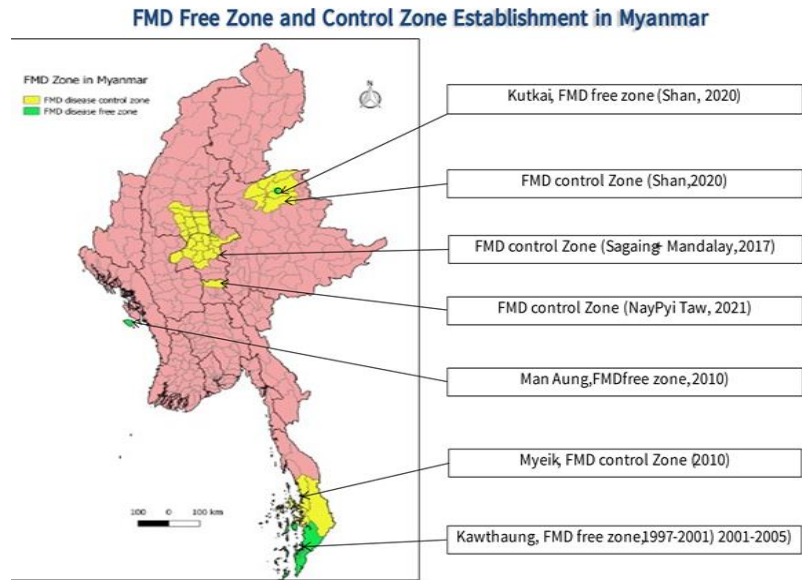 FMD Free Zone and Control Zone Establishment in Myanmar
FMD Zone in Myanmar
FMD disease control zone
FMD disease free zone
N
Kutkai, FMD free zone (Shan, 2020)
FMD control Zone (Shan,2020)
FMD control Zone (Sagaing+ Mandalay,2017)
FMD control Zone (NayPyi Taw, 2021)
Man Aung,FMDfree zone,2010)
Myeik, FMD control Zone (2010)
Kawthaung, FMD free zone,1997-2001) 2001-2005)
100 0 100 km